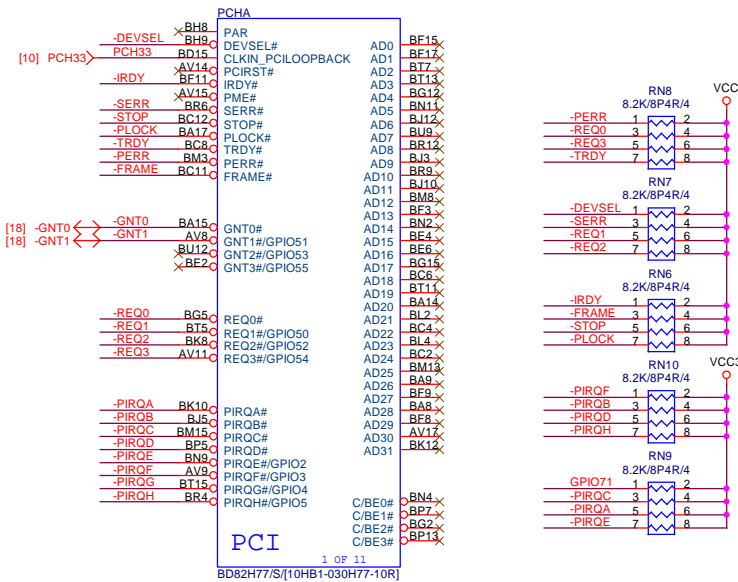 PCHA
BH8 PAR
-DEVSEL BH9 DEVSEL#
[10] PCH33 PCH33 BD15 CLKIN_PCILOOPBACK
AV14 PCIRST#
-IRDY BF11 IRDY#
AV15 PME#
-SERR BR6 SERR#
-STOP BC12 STOP#
-PLOCK BA17 PLOCK#
-TRDY BC8 TRDY#
-PERR BM3 PERR#
-FRAME BC11 FRAME#
[18] -GNT0 -GNT0 BA15 GNT0#
[18] -GNT1 -GNT1 AV8 GNT1#/GPIO51
BU12 GNT2#/GPIO53
BE2 GNT3#/GPIO55
-REQ0 BG5 REQ0#
-REQ1 BT5 REQ1#/GPIO50
-REQ2 BK8 REQ2#/GPIO52
-REQ3 AV11 REQ3#/GPIO54
-PIRQA BK10 PIRQA#
-PIRQB BJ5 PIRQB#
-PIRQC BM15 PIRQC#
-PIRQD BP5 PIRQD#
-PIRQE BN9 PIRQE#/GPIO2
-PIRQF AV9 PIRQF#/GPIO3
-PIRQG BT15 PIRQG#/GPIO4
-PIRQH BR4 PIRQH#/GPIO5
AD0 BF15
AD1 BF17
AD2 BT7
AD3 BT13
AD4 BG12
AD5 BN11
AD6 BJ12
AD7 BU9
AD8 BR12
AD9 BJ3
AD10 BR9
AD11 BJ10
AD12 BM8
AD13 BF3
AD14 BN2
AD15 BE4
AD16 BE6
AD17 BG15
AD18 BC6
AD19 BT11
AD20 BA14
AD21 BL2
AD22 BC4
AD23 BL4
AD24 BC2
AD25 BM13
AD26 BA9
AD27 BF9
AD28 BA8
AD29 BF8
AD30 AV17
AD31 BK12
C/BE0# BN4
C/BE1# BP7
C/BE2# BG2
C/BE3# BP13
PCI
1 OF 11
BD82H77/S/[10HB1-030H77-10R]
RN8 VCC
8.2K/8P4R/4
-PERR 1 2
-REQ0 3 4
-REQ3 5 6
-TRDY 7 8
RN7
8.2K/8P4R/4
-DEVSEL 1 2
-SERR 3 4
-REQ1 5 6
-REQ2 7 8
RN6
8.2K/8P4R/4
-IRDY 1 2
-FRAME 3 4
-STOP 5 6
-PLOCK 7 8
RN10 VCC3
8.2K/8P4R/4
-PIRQF 1 2
-PIRQB 3 4
-PIRQD 5 6
-PIRQH 7 8
RN9
8.2K/8P4R/4
GPIO71 1 2
-PIRQC 3 4
-PIRQA 5 6
-PIRQE 7 8